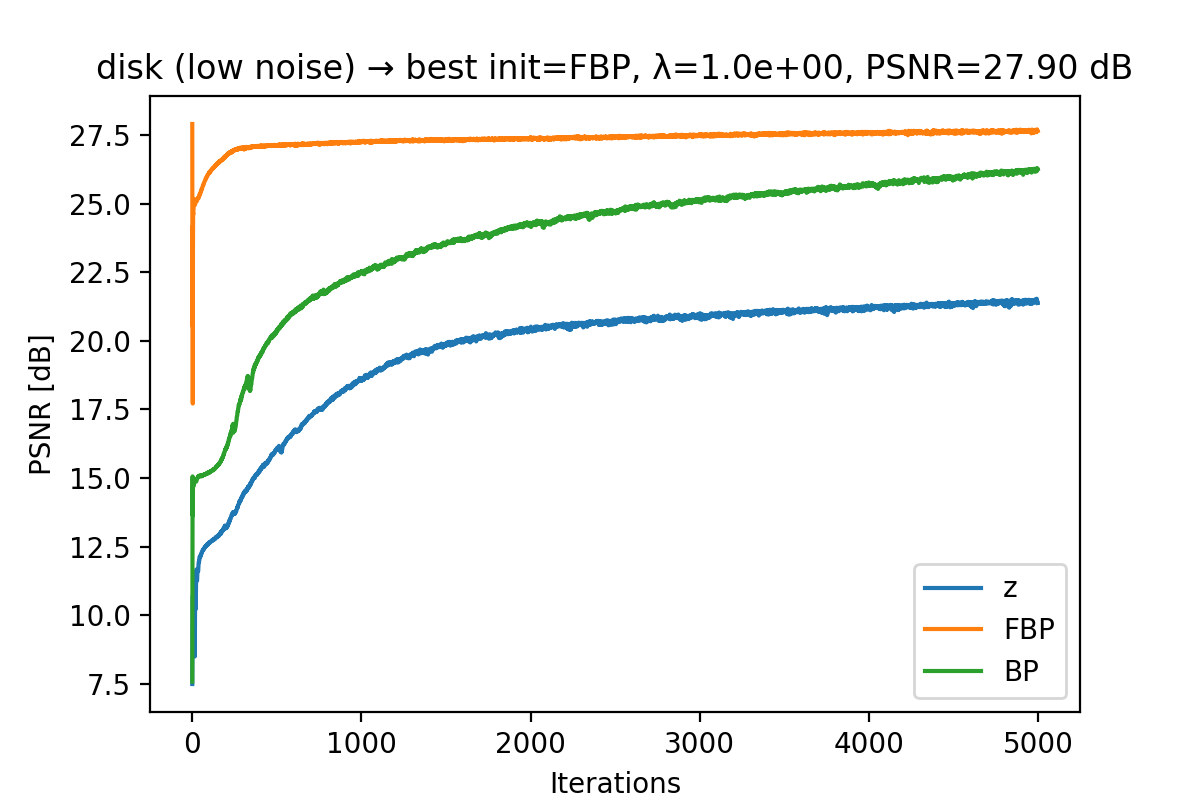 disk (low noise) → best init=FBP, λ=1.0e+00, PSNR=27.90 dB
27.5
25.0
22.5
20.0
17.5
15.0
12.5
10.0
7.5
PSNR [dB]
z
FBP
BP
0 1000 2000 3000 4000 5000
Iterations